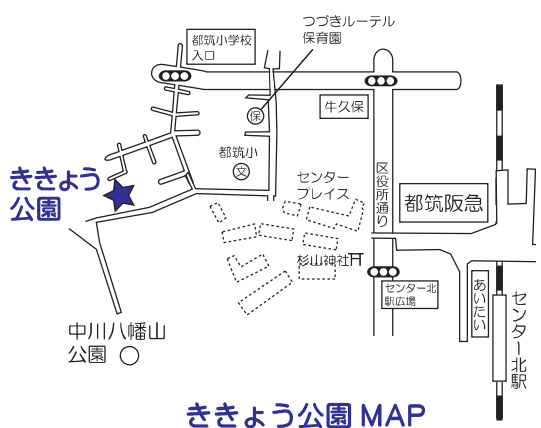 つづきルーテル
保育園
都筑小学校
入口
牛久保
保
都筑小
文
センター
プレイス
区役所通り
ききょう
公園
都筑阪急
杉山神社
センター北
駅広場
あいたい
センター北駅
中川八幡山
公園
ききょう公園 MAP